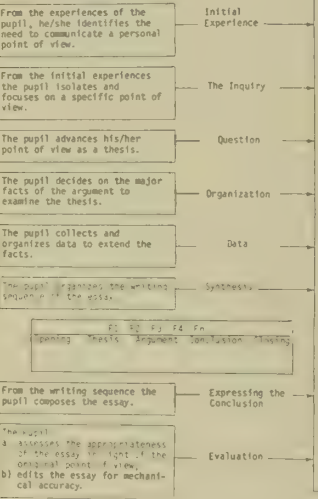 From the experiences of the
pupil, he/she identifies the
need to communicate a personal
point of view.
Initial
Experience
From the initial experiences
the pupil isolates and
focuses on a specific point of
view.
The Inquiry
The pupil advances his/her
point of view as a thesis.
Question
The pupil decides on the major
facts of the argument to
examine the thesis.
Organization
The pupil collects and
organizes data to extend the
facts.
Data
The pupil organizes the writing
sequence of the essay.
Synthesis
F1 F2 F3 F4 Fn
Opening Thesis Argument Conclusion Closing
From the writing sequence the
pupil composes the essay.
Expressing the
Conclusion
The pupil
a assesses the appropriateness
of the essay in light of the
original point of view;
b) edits the essay for mechani-
cal accuracy.
Evaluation